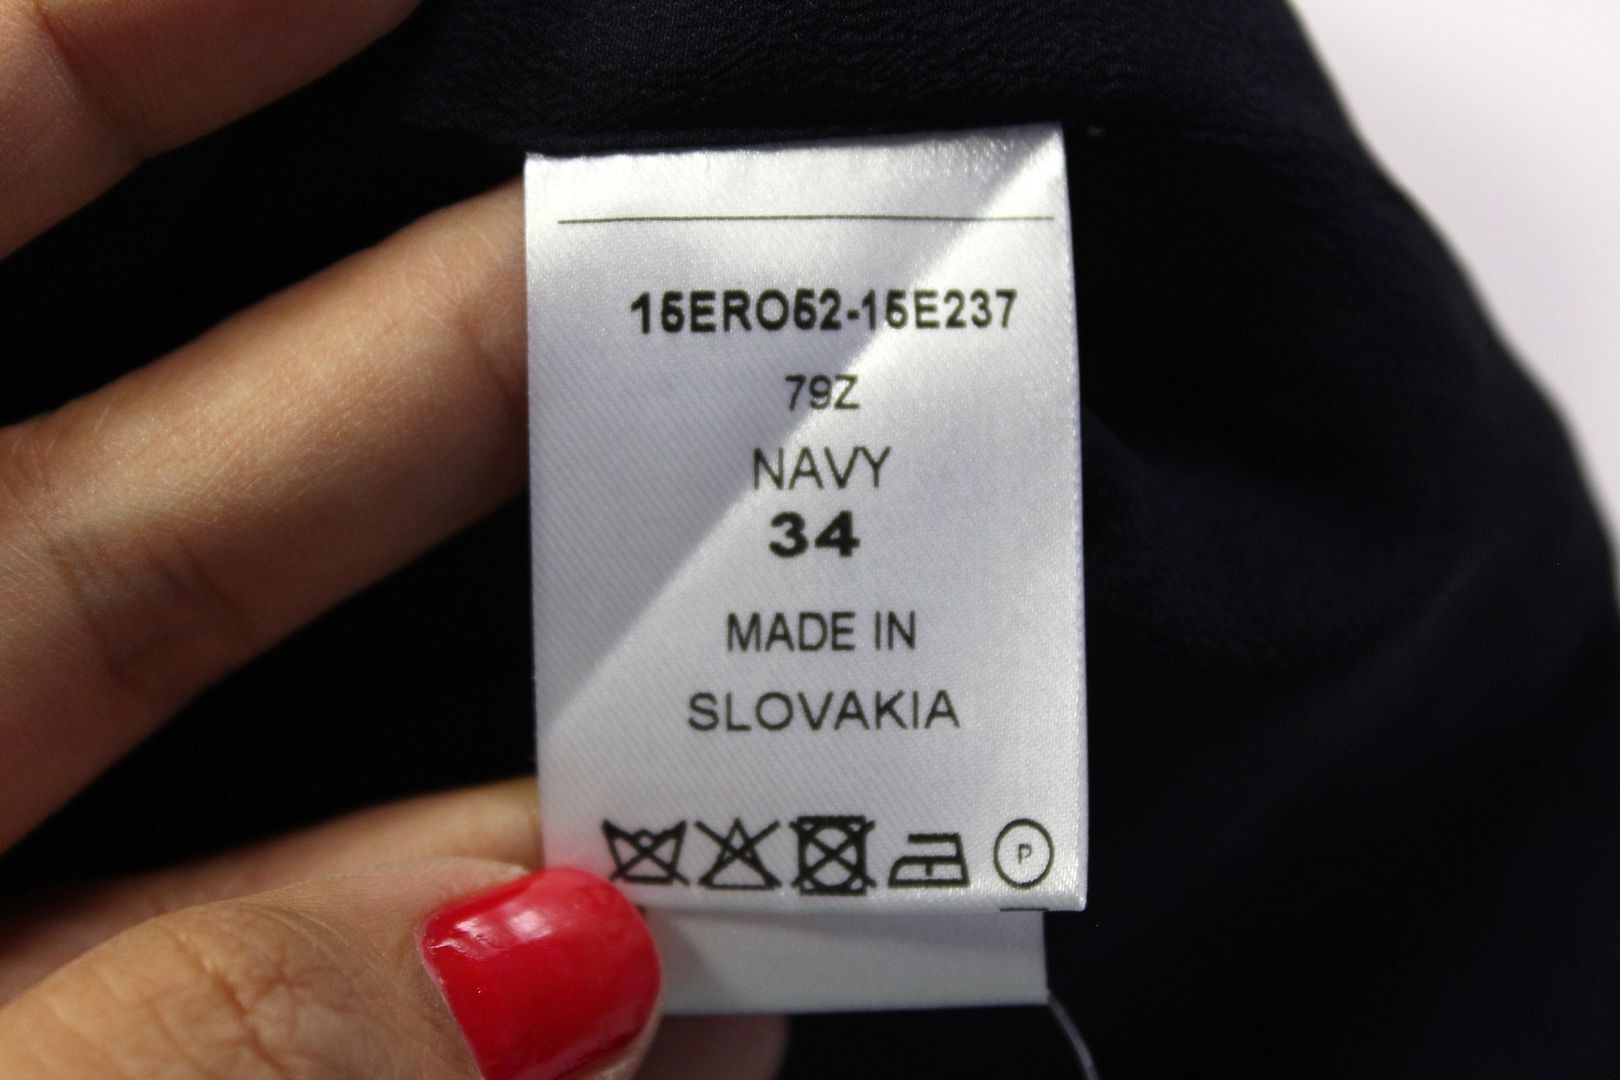 15ERO52-15E237
79Z
NAVY
34
MADE IN
SLOVAKIA
P